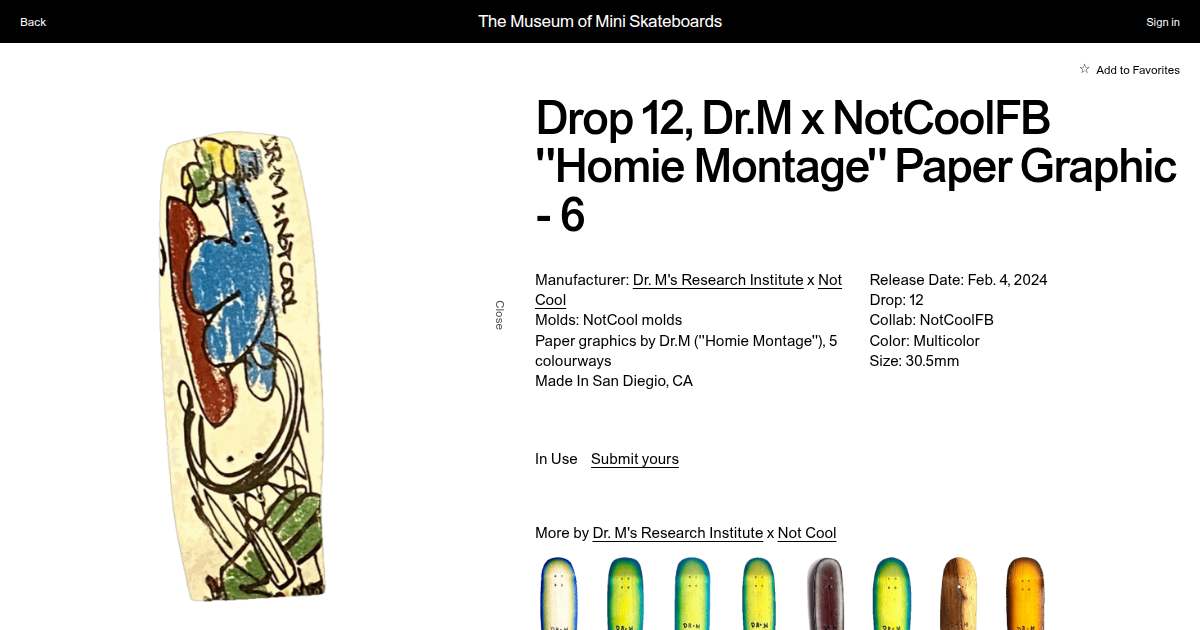 Back
The Museum of Mini Skateboards
Sign in
☆ Add to Favorites
Drop 12, Dr.M x NotCoolFB
"Homie Montage" Paper Graphic
- 6
DR.M x NOTCOOL
Close
Manufacturer: Dr. M's Research Institute x Not
Cool
Molds: NotCool molds
Paper graphics by Dr.M ("Homie Montage"), 5
colourways
Made In San Diegio, CA
Release Date: Feb. 4, 2024
Drop: 12
Collab: NotCoolFB
Color: Multicolor
Size: 30.5mm
In Use Submit yours
More by Dr. M's Research Institute x Not Cool